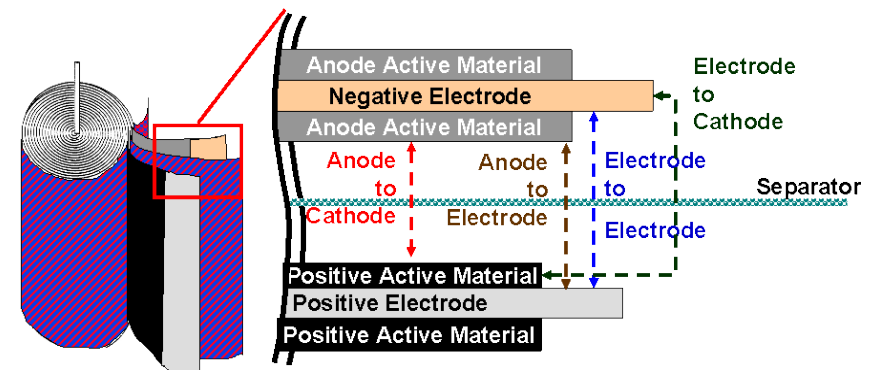 Anode Active Material
Negative Electrode
Anode Active Material
Electrode
to
Cathode
Anode
to
Cathode
Anode
to
Electrode
Electrode
to
Electrode
Separator
Positive Active Material
Positive Electrode
Positive Active Material